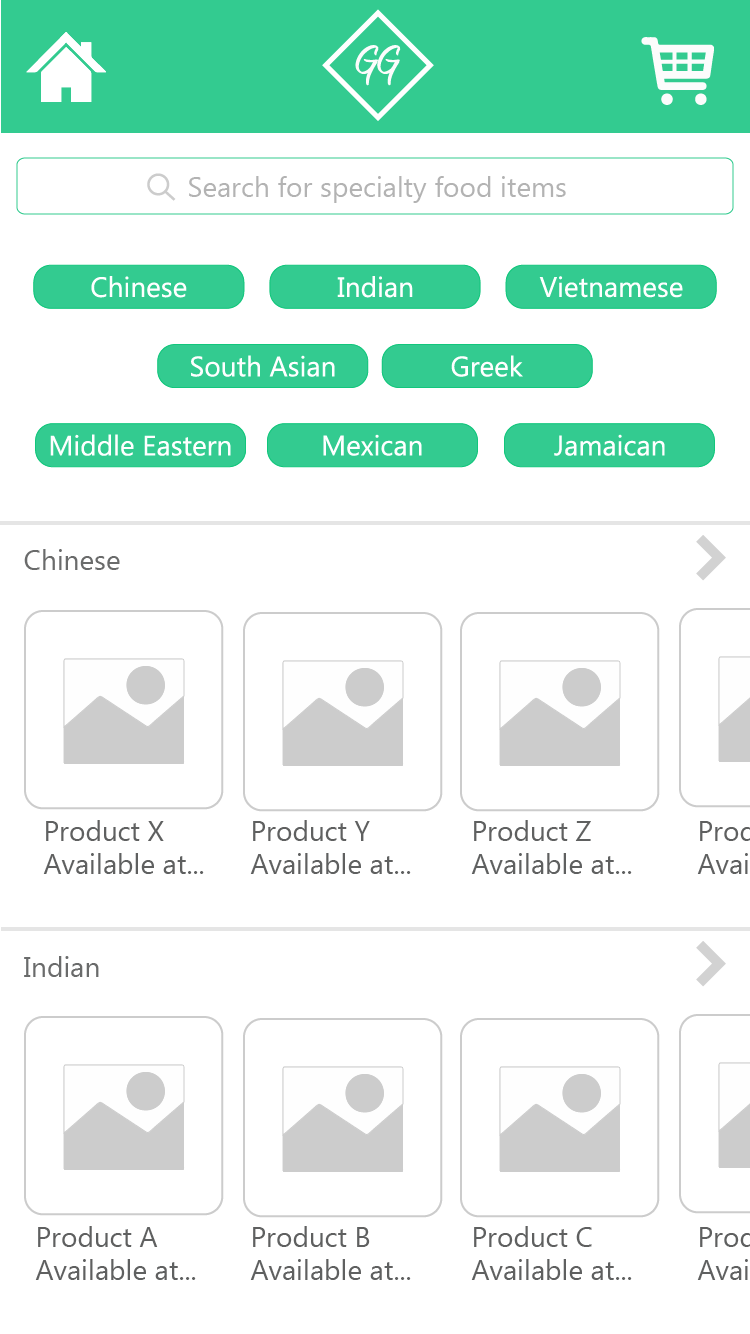 GG
Search for specialty food items
Chinese Indian Vietnamese
South Asian Greek
Middle Eastern Mexican Jamaican
Chinese
Product X Product Y Product Z Prod
Available at... Available at... Available at... Avai
Indian
Product A Product B Product C Prod
Available at... Available at... Available at... Avai